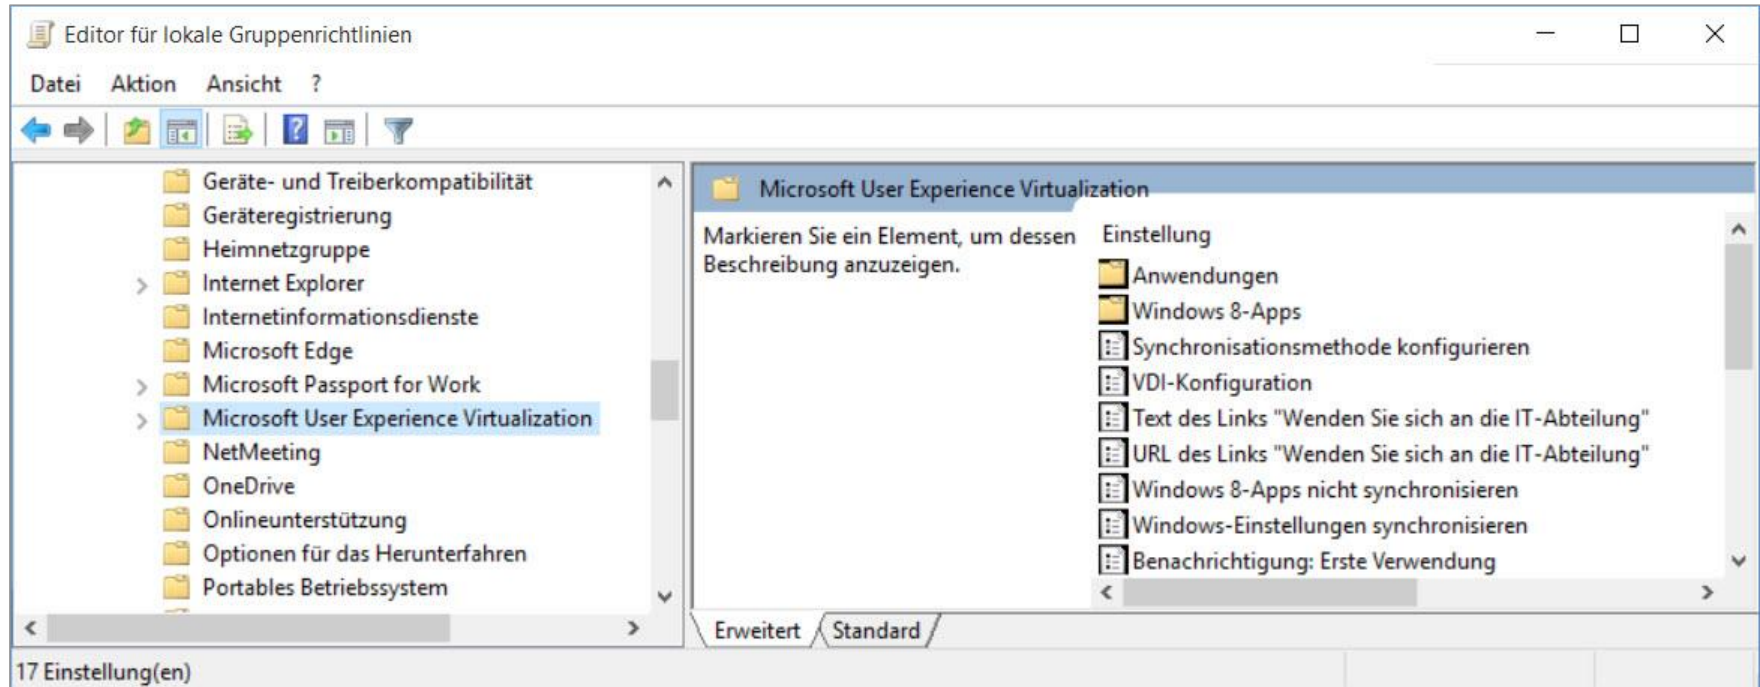 Editor für lokale Gruppenrichtlinien
Datei Aktion Ansicht ?
Geräte- und Treiberkompatibilität
Geräteregistrierung
Heimnetzgruppe
Internet Explorer
Internetinformationsdienste
Microsoft Edge
Microsoft Passport for Work
Microsoft User Experience Virtualization
NetMeeting
OneDrive
Onlineunterstützung
Optionen für das Herunterfahren
Portables Betriebssystem
Microsoft User Experience Virtualization
Markieren Sie ein Element, um dessen
Beschreibung anzuzeigen.
Einstellung
Anwendungen
Windows 8-Apps
Synchronisationsmethode konfigurieren
VDI-Konfiguration
Text des Links "Wenden Sie sich an die IT-Abteilung"
URL des Links "Wenden Sie sich an die IT-Abteilung"
Windows 8-Apps nicht synchronisieren
Windows-Einstellungen synchronisieren
Benachrichtigung: Erste Verwendung
Erweitert Standard
17 Einstellung(en)